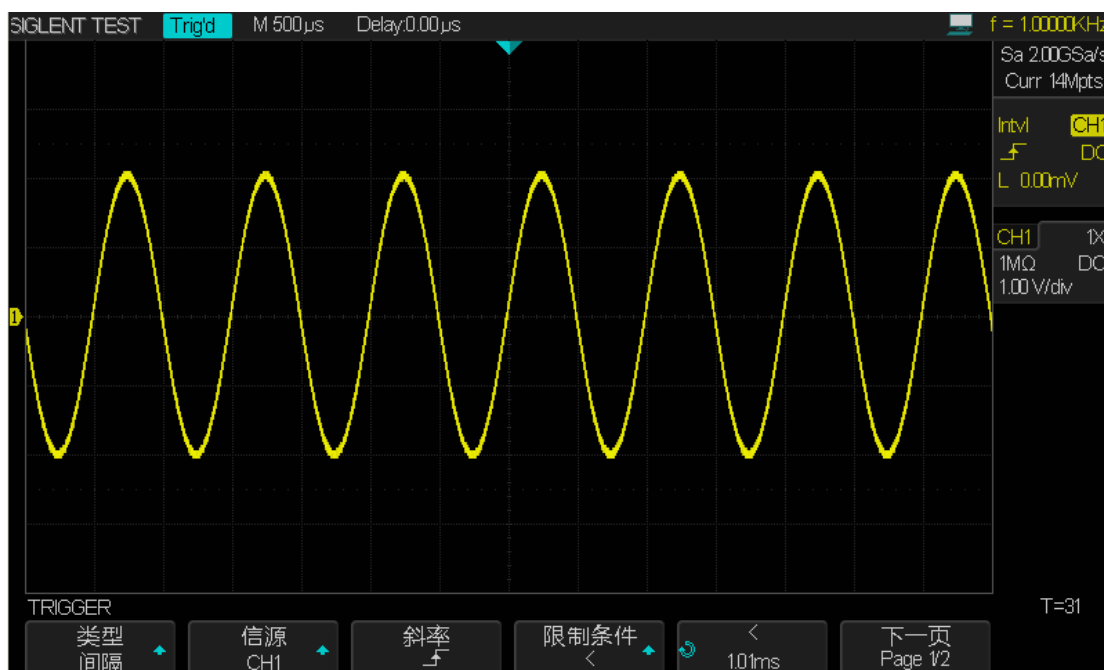 SIGLENT TEST Trig'd M 500µs Delay:0.00µs f = 1.00000KHz
Sa 2.00GSa/s
Curr 14Mpts
Intvl CH1
DC
L 0.00mV
CH1 1X
1MΩ DC
1.00 V/div
1
TRIGGER T=31
类型 信源 斜率 限制条件 < 下一页
间隔 CH1 < 1.01ms Page 1/2